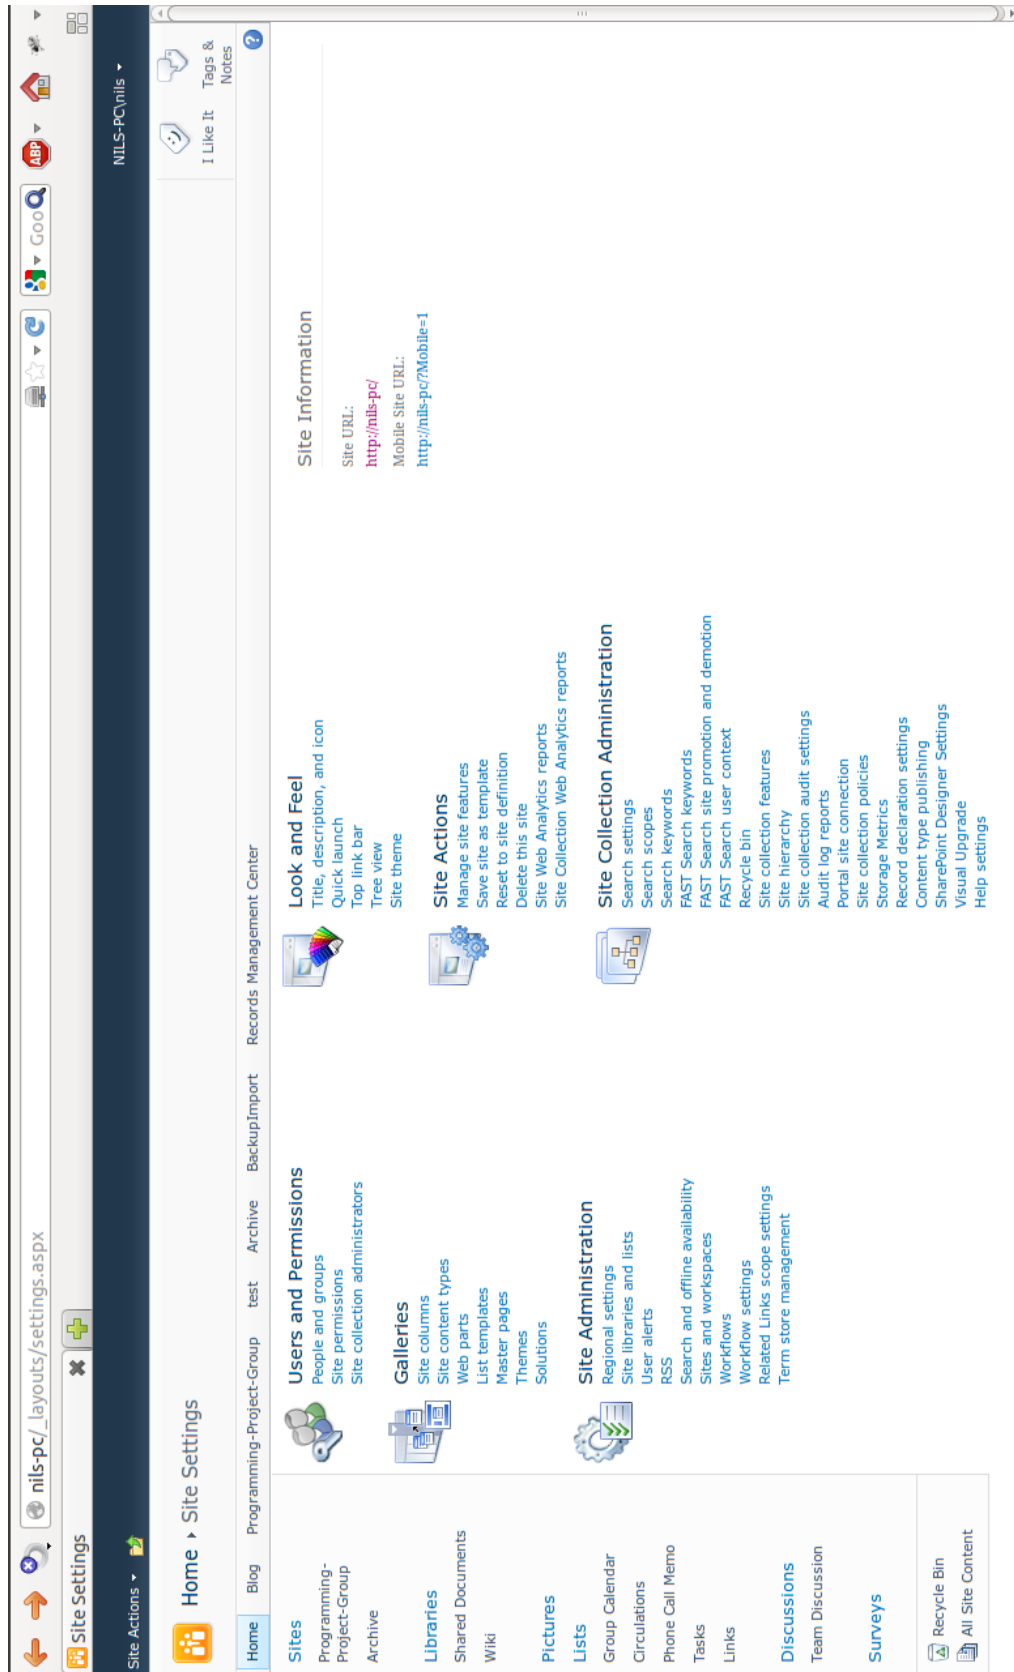 nils-pc/_layouts/settings.aspx
Goo
ABP
Site Settings
Site Actions
NILS-PC\nils
Home ▸ Site Settings
I Like It
Tags &
Notes
Home
Blog
Programming-Project-Group
test
Archive
BackupImport
Records Management Center
Sites
Programming-
Project-Group
Archive
Libraries
Shared Documents
Wiki
Pictures
Lists
Group Calendar
Circulations
Phone Call Memo
Tasks
Links
Discussions
Team Discussion
Surveys
Recycle Bin
All Site Content
Users and Permissions
People and groups
Site permissions
Site collection administrators
Galleries
Site columns
Site content types
Web parts
List templates
Master pages
Themes
Solutions
Site Administration
Regional settings
Site libraries and lists
User alerts
RSS
Search and offline availability
Sites and workspaces
Workflows
Workflow settings
Related Links scope settings
Term store management
Look and Feel
Title, description, and icon
Quick launch
Top link bar
Tree view
Site theme
Site Actions
Manage site features
Save site as template
Reset to site definition
Delete this site
Site Web Analytics reports
Site Collection Web Analytics reports
Site Collection Administration
Search settings
Search scopes
Search keywords
FAST Search keywords
FAST Search site promotion and demotion
FAST Search user context
Recycle bin
Site collection features
Site hierarchy
Site collection audit settings
Audit log reports
Portal site connection
Site collection policies
Storage Metrics
Record declaration settings
Content type publishing
SharePoint Designer Settings
Visual Upgrade
Help settings
Site Information
Site URL:
http://nils-pc/
Mobile Site URL:
http://nils-pc/?Mobile=1